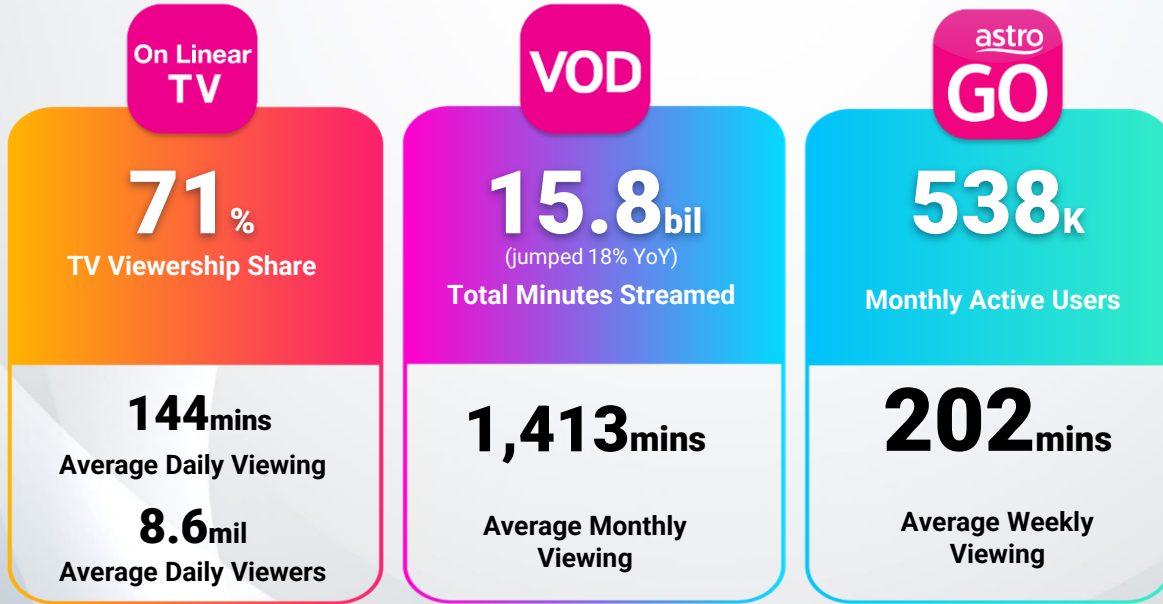 On Linear
TV
71%
TV Viewership Share
144mins
Average Daily Viewing
8.6mil
Average Daily Viewers
VOD
15.8bil
(jumped 18% YoY)
Total Minutes Streamed
1,413mins
Average Monthly
Viewing
astro
GO
538K
Monthly Active Users
202mins
Average Weekly
Viewing